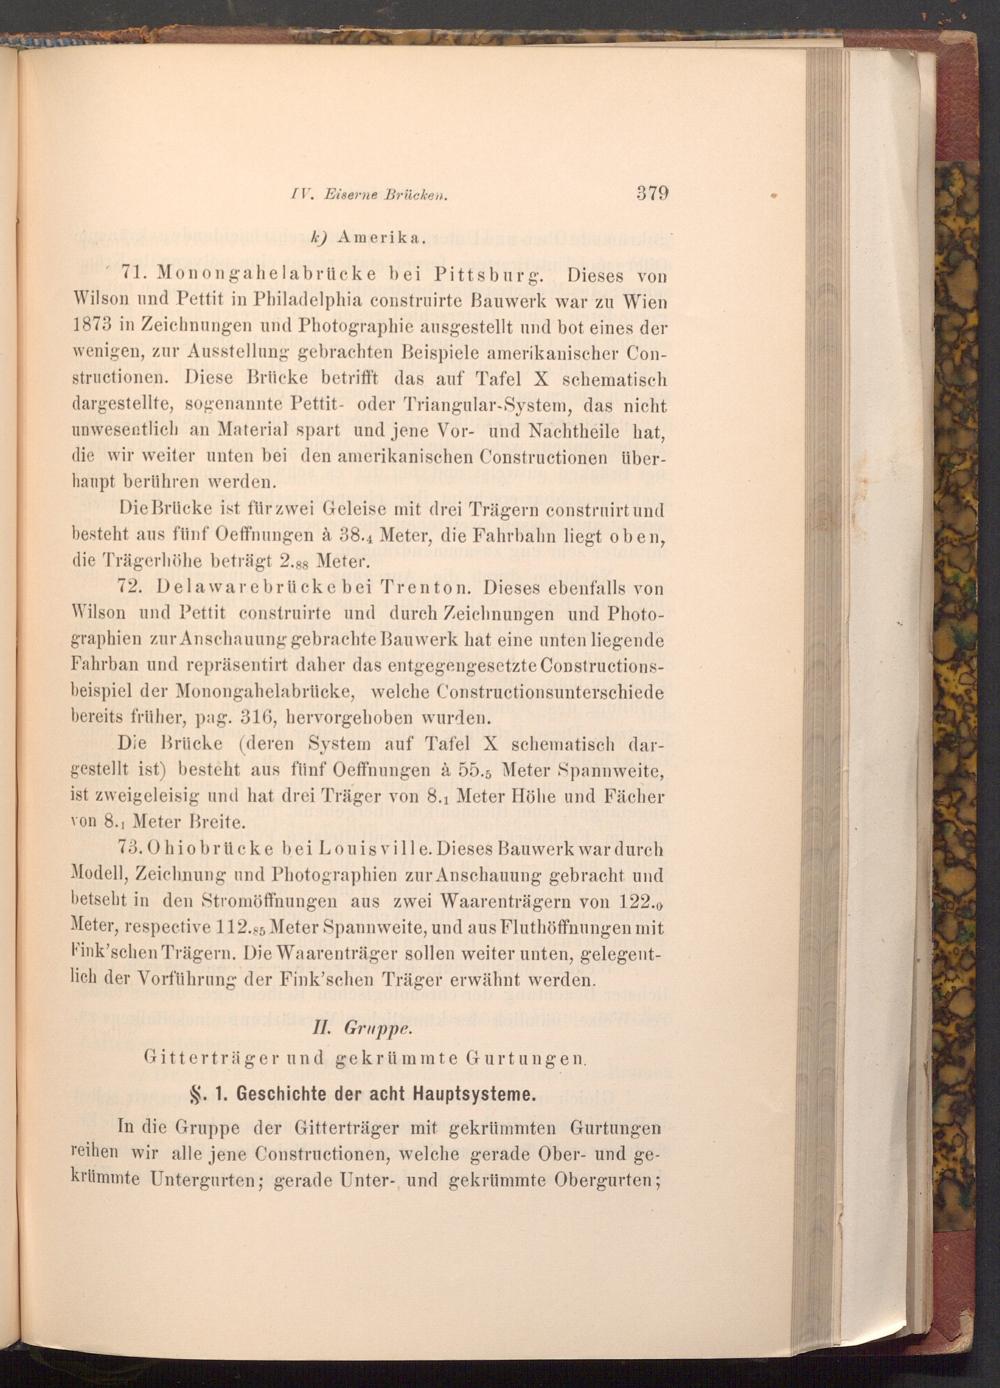 IV. Eiserne Brücken. 379
k) Amerika.
71. Monongahelabrücke bei Pittsburg. Dieses von
Wilson und Pettit in Philadelphia construirte Bauwerk war zu Wien
1873 in Zeichnungen und Photographie ausgestellt und bot eines der
wenigen, zur Ausstellung gebrachten Beispiele amerikanischer Con-
structionen. Diese Brücke betrifft das auf Tafel X schematisch
dargestellte, sogenannte Pettit- oder Triangular-System, das nicht
unwesentlich an Material spart und jene Vor- und Nachtheile hat,
die wir weiter unten bei den amerikanischen Constructionen über-
haupt berühren werden.
Die Brücke ist für zwei Geleise mit drei Trägern construirt und
besteht aus fünf Oeffnungen à 38.4 Meter, die Fahrbahn liegt oben,
die Trägerhöhe beträgt 2.88 Meter.
72. Delawarebrücke bei Trenton. Dieses ebenfalls von
Wilson und Pettit construirte und durch Zeichnungen und Photo-
graphien zur Anschauung gebrachte Bauwerk hat eine unten liegende
Fahrban und repräsentirt daher das entgegengesetzte Constructions-
beispiel der Monongahelabrücke, welche Constructionsunterschiede
bereits früher, pag. 316, hervorgehoben wurden.
Die Brücke (deren System auf Tafel X schematisch dar-
gestellt ist) besteht aus fünf Oeffnungen à 55.5 Meter Spannweite,
ist zweigeleisig und hat drei Träger von 8.1 Meter Höhe und Fächer
von 8.1 Meter Breite.
73. Ohiobrücke bei Louisville. Dieses Bauwerk war durch
Modell, Zeichnung und Photographien zur Anschauung gebracht und
betseht in den Stromöffnungen aus zwei Waarenträgern von 122.0
Meter, respective 112.85 Meter Spannweite, und aus Fluthöffnungen mit
Fink'schen Trägern. Die Waarenträger sollen weiter unten, gelegent-
lich der Vorführung der Fink'schen Träger erwähnt werden.
II. Gruppe.
Gitterträger und gekrümmte Gurtungen.
§. 1. Geschichte der acht Hauptsysteme.
In die Gruppe der Gitterträger mit gekrümmten Gurtungen
reihen wir alle jene Constructionen, welche gerade Ober- und ge-
krümmte Untergurten; gerade Unter- und gekrümmte Obergurten;